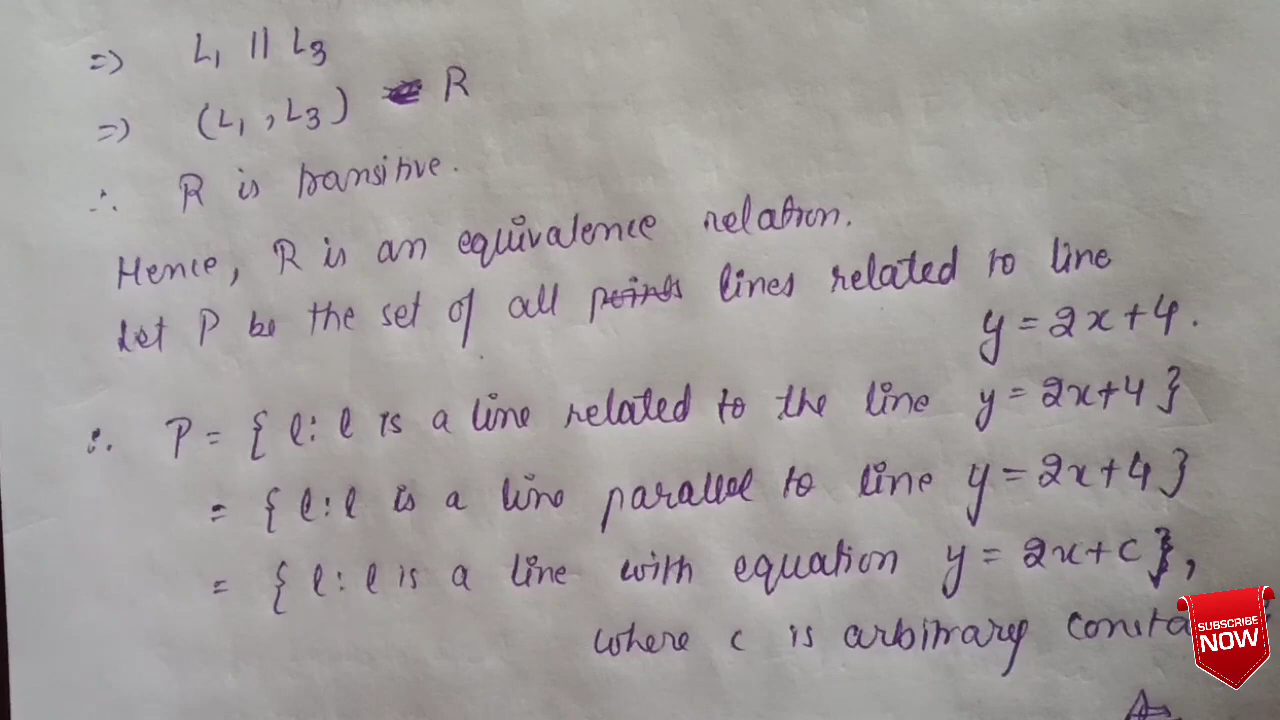 => L₁ || L₃
=> (L₁, L₃) R
∴ R is transitive.
Hence, R is an equivalence relation.
Let P be the set of all points lines related to line
y = 2x + 4.
∴ P = { l : l is a line related to the line y = 2x + 4 }
= { l : l is a line parallel to line y = 2x + 4 }
= { l : l is a line with equation y = 2x + c },
where c is arbitrary
SUBSCRIBE
NOW